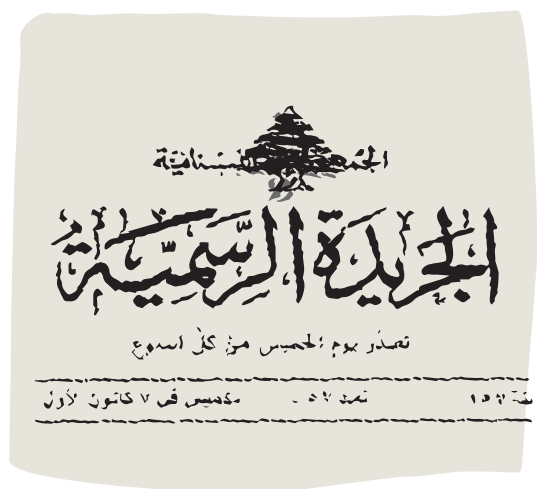 الجمهورية اللبنانية
الجريدة الرسمية
تصدر يوم الخميس من كل اسبوع
في ٧ كانون الأول